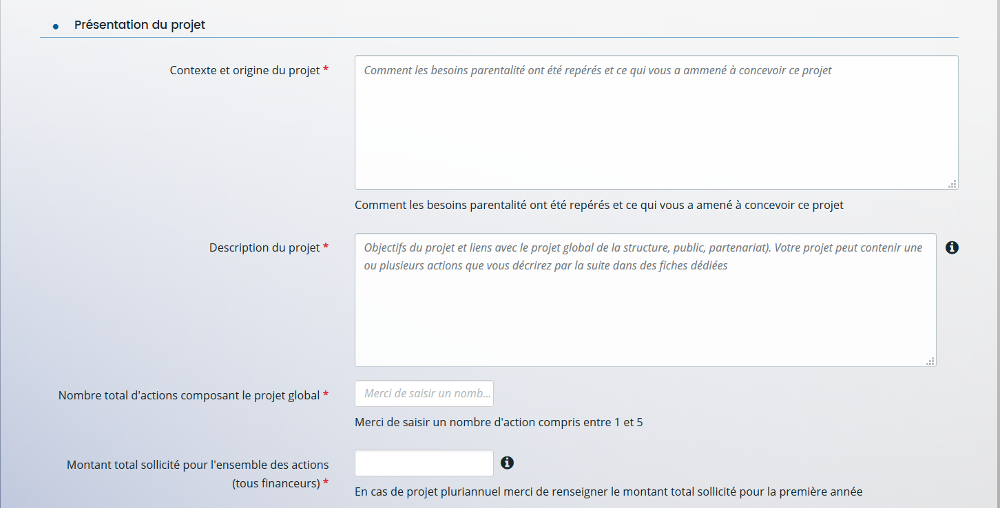 Présentation du projet
Contexte et origine du projet *
Comment les besoins parentalité ont été repérés et ce qui vous a ammené à concevoir ce projet
Comment les besoins parentalité ont été repérés et ce qui vous a amené à concevoir ce projet
Description du projet *
Objectifs du projet et liens avec le projet global de la structure, public, partenariat). Votre projet peut contenir une
ou plusieurs actions que vous décrirez par la suite dans des fiches dédiées
Nombre total d'actions composant le projet global *
Merci de saisir un nomb...
Merci de saisir un nombre d'action compris entre 1 et 5
Montant total sollicité pour l'ensemble des actions
(tous financeurs) *
En cas de projet pluriannuel merci de renseigner le montant total sollicité pour la première année